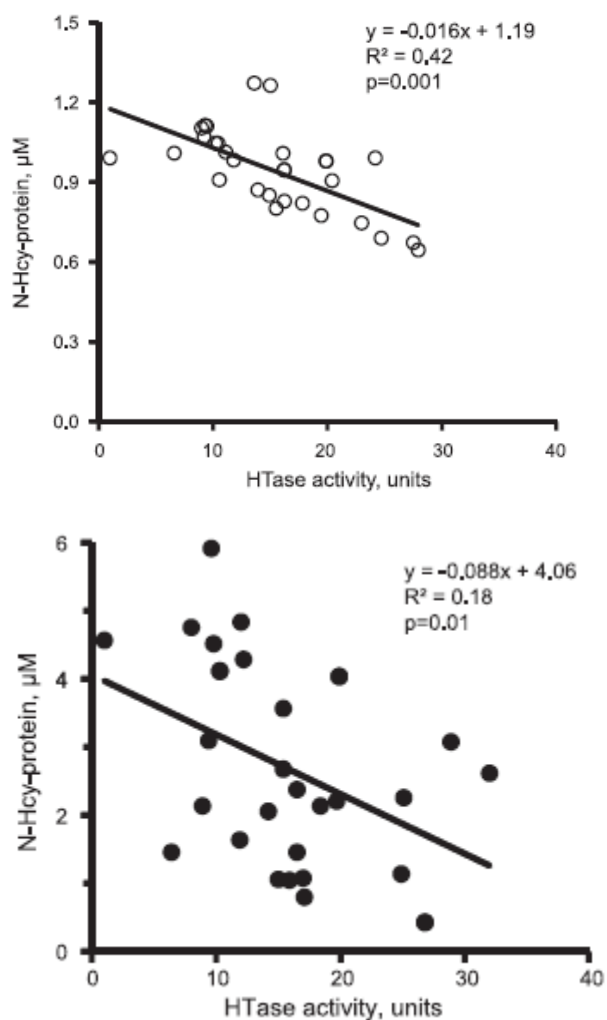 y = -0.016x + 1.19
R² = 0.42
p=0.001
1.5
1.2
0.9
0.6
0.3
0.0
N-Hcy-protein, µM
0 10 20 30 40
HTase activity, units
y = -0.088x + 4.06
R² = 0.18
p=0.01
6
4
2
0
N-Hcy-protein, µM
0 10 20 30 40
HTase activity, units